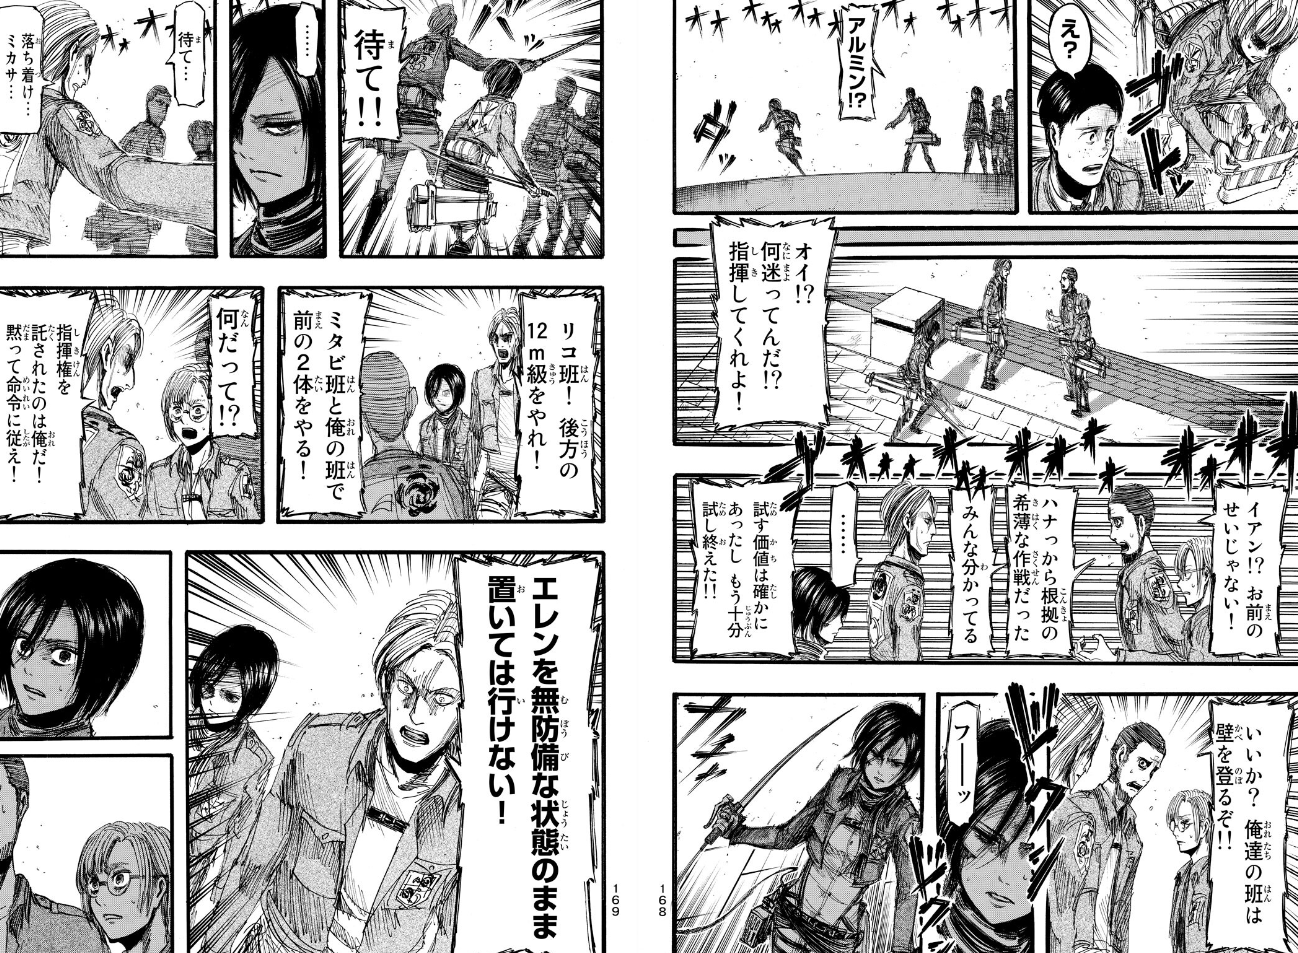 え?
ゴソ
ドッ
アルミン!?
ダッ
オイ!?
何迷ってんだ!?
指揮してくれよ!
イアン!?お前の
せいじゃない!
みんな分かってる
ハナっから根拠の
希薄な作戦だった
……
試す価値は確かに
あったし もう十分
試し終えた!!
いいか?俺達の班は
壁を登るぞ!!
フーーッ
168
待て!!
……
待て…
落ち着け…
ミカサ…
リコ班! 後方の
12m級をやれ!
ミタビ班と俺の班で
前の2体をやる!
何だって!?
指揮権を
託されたのは俺だ!
黙って命令に従え!
エレンを無防備な状態のまま
置いては行けない!
169